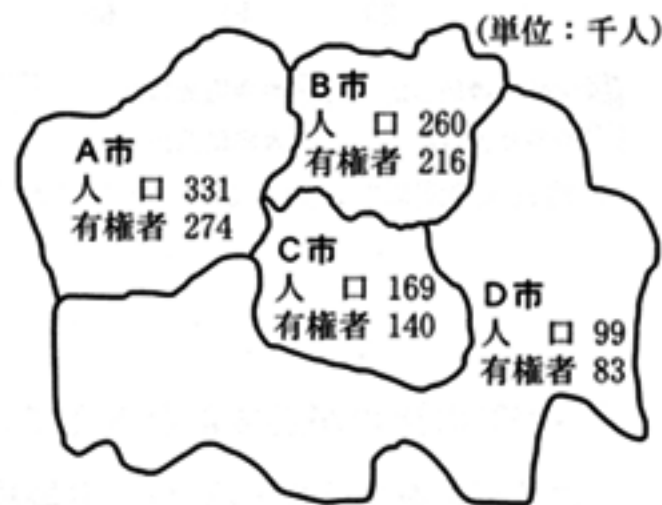 (単位:千人)
B市
人 口 260
有権者 216
A市
人 口 331
有権者 274
C市
人 口 169
有権者 140
D市
人 口 99
有権者 83